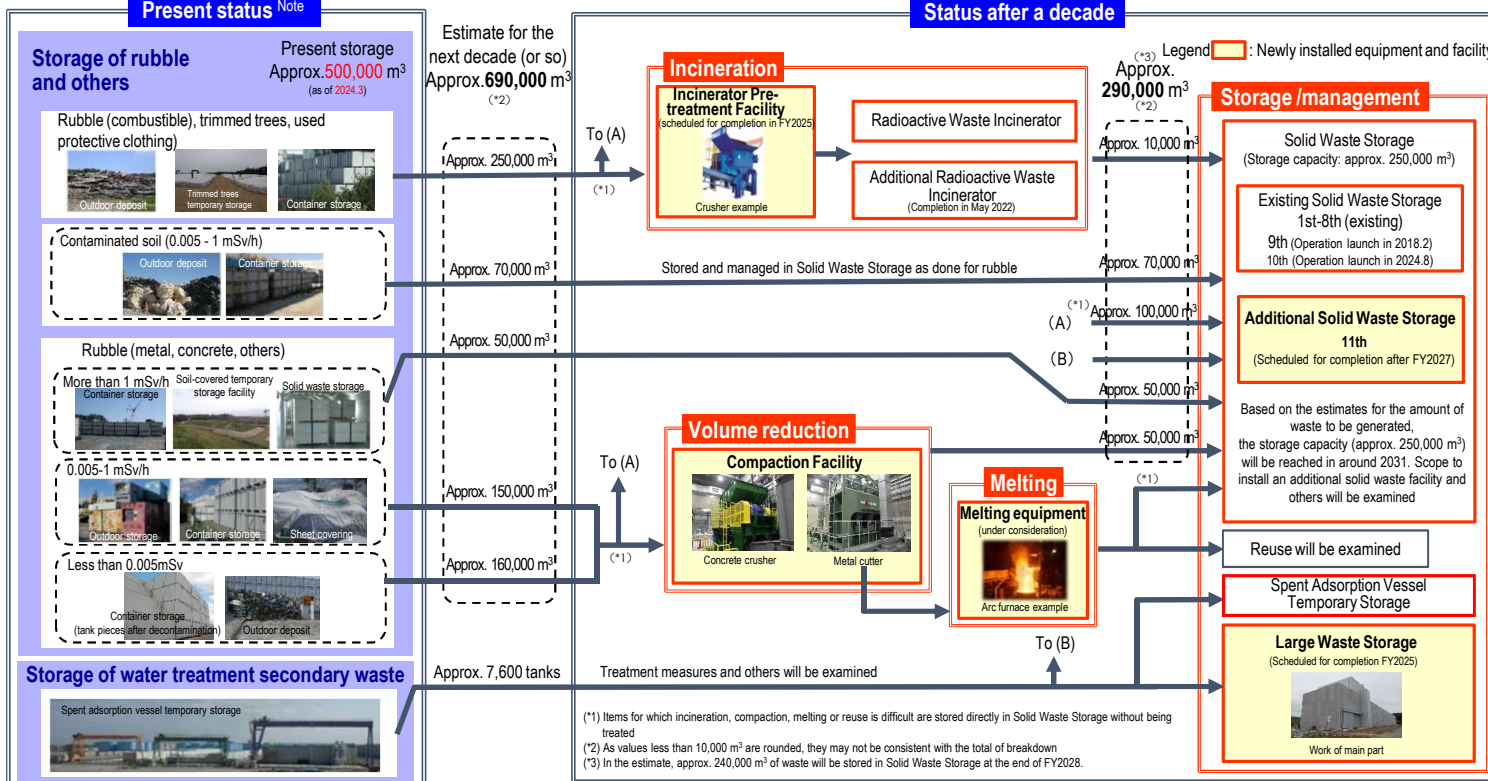 Present status Note
Storage of rubble
and others
Present storage
Approx.500,000 m³
(as of 2024.3)
Rubble (combustible), trimmed trees, used
protective clothing)
Outdoor deposit
Trimmed trees
temporary storage
Container storage
Contaminated soil (0.005 - 1 mSv/h)
Outdoor deposit
Container storage
Rubble (metal, concrete, others)
More than 1 mSv/h
Container storage
Soil-covered temporary
storage facility
Solid waste storage
0.005-1 mSv/h
Outdoor storage
Container storage
Sheet covering
Less than 0.005mSv
Container storage
(tank pieces after decontamination)
Outdoor deposit
Storage of water treatment secondary waste
Spent adsorption vessel temporary storage
Estimate for the
next decade (or so)
Approx.690,000 m³
(*2)
Approx. 250,000 m³
Approx. 70,000 m³
Approx. 50,000 m³
Approx. 150,000 m³
Approx. 160,000 m³
Approx. 7,600 tanks
Status after a decade
Legend : Newly installed equipment and facility
To (A)
(*1)
Incineration
Incinerator Pre-
treatment Facility
(scheduled for completion in FY2025)
Crusher example
Radioactive Waste Incinerator
Additional Radioactive Waste
Incinerator
(Completion in May 2022)
Stored and managed in Solid Waste Storage as done for rubble
(*3)
Approx.
290,000 m³
(*2)
Approx. 10,000 m³
Approx. 70,000 m³
(A)
(*1)
Approx. 100,000 m³
(B)
Approx. 50,000 m³
Approx. 50,000 m³
To (A)
(*1)
Volume reduction
Compaction Facility
Concrete crusher
Metal cutter
Melting
Melting equipment
(under consideration)
Arc furnace example
(*1)
To (B)
Treatment measures and others will be examined
Storage /management
Solid Waste Storage
(Storage capacity: approx. 250,000 m³)
Existing Solid Waste Storage
1st-8th (existing)
9th (Operation launch in 2018.2)
10th (Operation launch in 2024.8)
Additional Solid Waste Storage
11th
(Scheduled for completion after FY2027)
Based on the estimates for the amount of
waste to be generated,
the storage capacity (approx. 250,000 m³)
will be reached in around 2031. Scope to
install an additional solid waste facility and
others will be examined
Reuse will be examined
Spent Adsorption Vessel
Temporary Storage
Large Waste Storage
(Scheduled for completion FY2025)
Work of main part
(*1) Items for which incineration, compaction, melting or reuse is difficult are stored directly in Solid Waste Storage without being
treated
(*2) As values less than 10,000 m³ are rounded, they may not be consistent with the total of breakdown
(*3) In the estimate, approx. 240,000 m³ of waste will be stored in Solid Waste Storage at the end of FY2028.